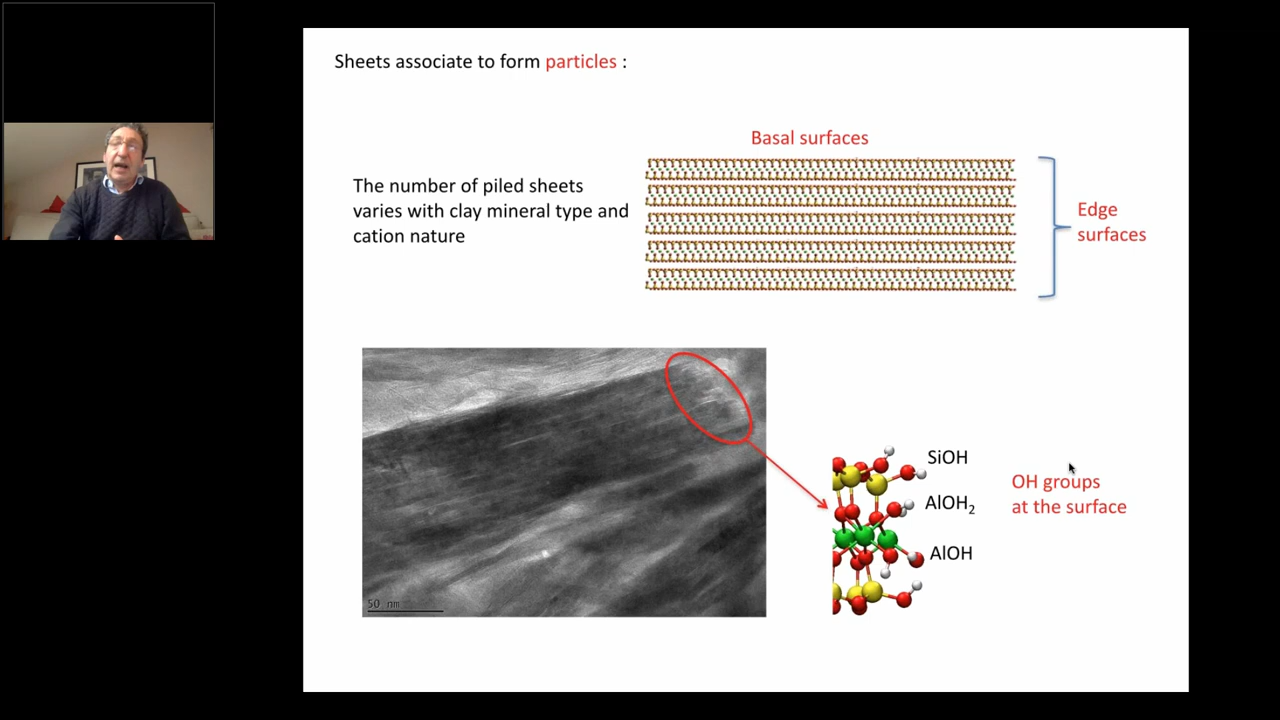 Sheets associate to form particles :
Basal surfaces
The number of piled sheets
varies with clay mineral type and
cation nature
Edge
surfaces
50 nm
SiOH
AlOH₂
AlOH
OH groups
at the surface